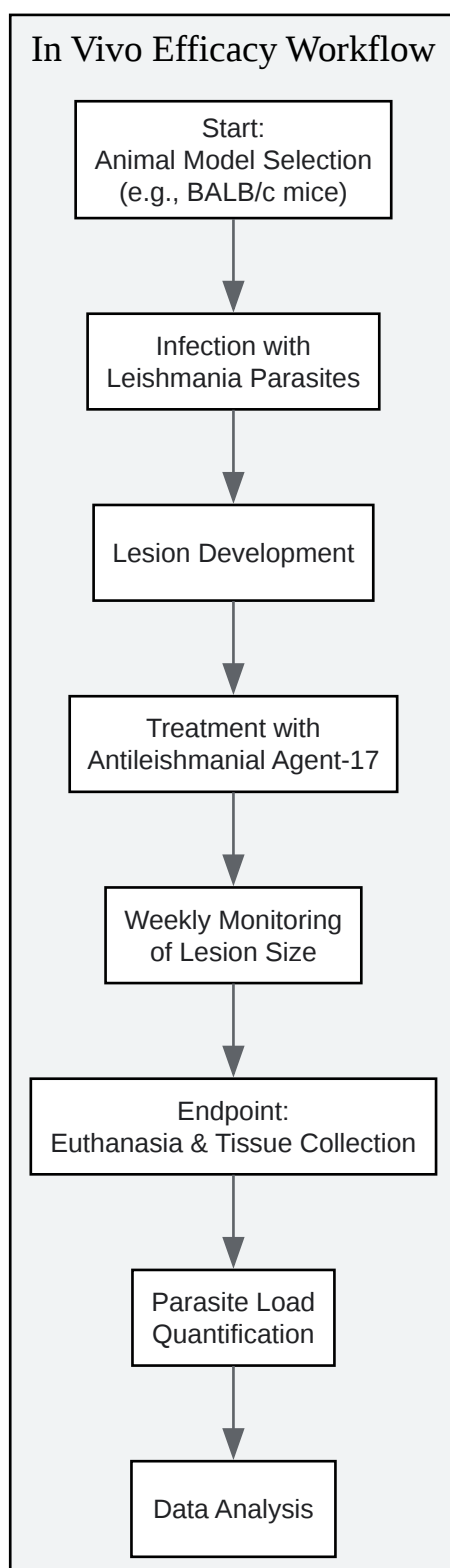 In Vivo Efficacy Workflow
Start:
Animal Model Selection
(e.g., BALB/c mice)
Infection with
Leishmania Parasites
Lesion Development
Treatment with
Antileishmanial Agent-17
Weekly Monitoring
of Lesion Size
Endpoint:
Euthanasia & Tissue Collection
Parasite Load
Quantification
Data Analysis